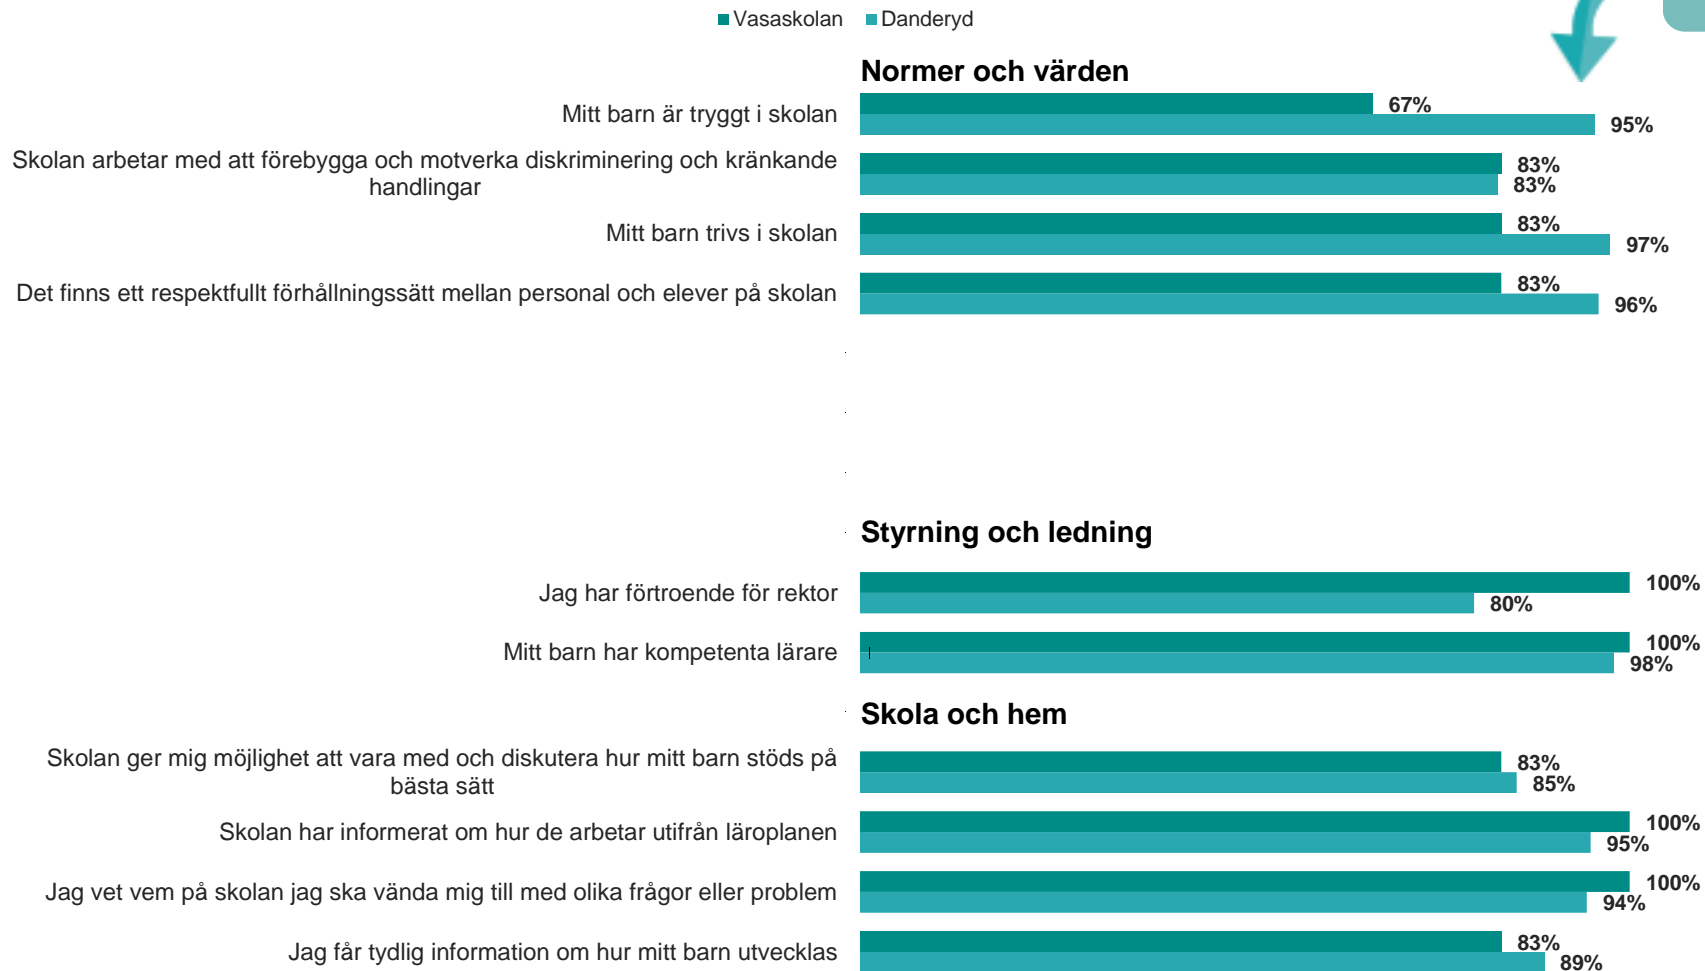 Vasaskolan Danderyd
Normer och värden
Mitt barn är tryggt i skolan
67%
95%
Skolan arbetar med att förebygga och motverka diskriminering och kränkande
handlingar
83%
83%
Mitt barn trivs i skolan
83%
97%
Det finns ett respektfullt förhållningssätt mellan personal och elever på skolan
83%
96%
Styrning och ledning
Jag har förtroende för rektor
100%
80%
Mitt barn har kompetenta lärare
100%
98%
Skola och hem
Skolan ger mig möjlighet att vara med och diskutera hur mitt barn stöds på
bästa sätt
83%
85%
Skolan har informerat om hur de arbetar utifrån läroplanen
100%
95%
Jag vet vem på skolan jag ska vända mig till med olika frågor eller problem
100%
94%
Jag får tydlig information om hur mitt barn utvecklas
83%
89%